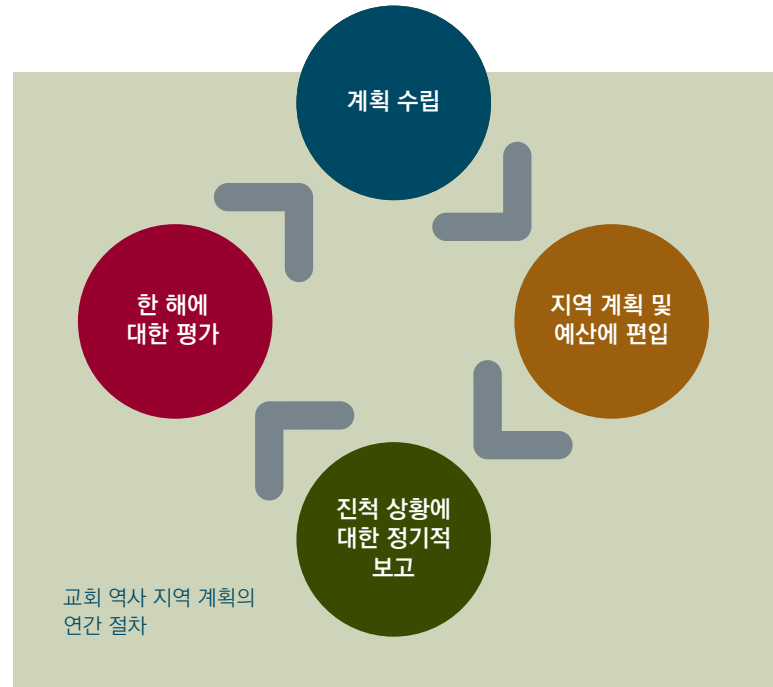 계획 수립
지역 계획 및
예산에 편입
진척 상황에
대한 정기적
보고
한 해에
대한 평가
교회 역사 지역 계획의
연간 절차